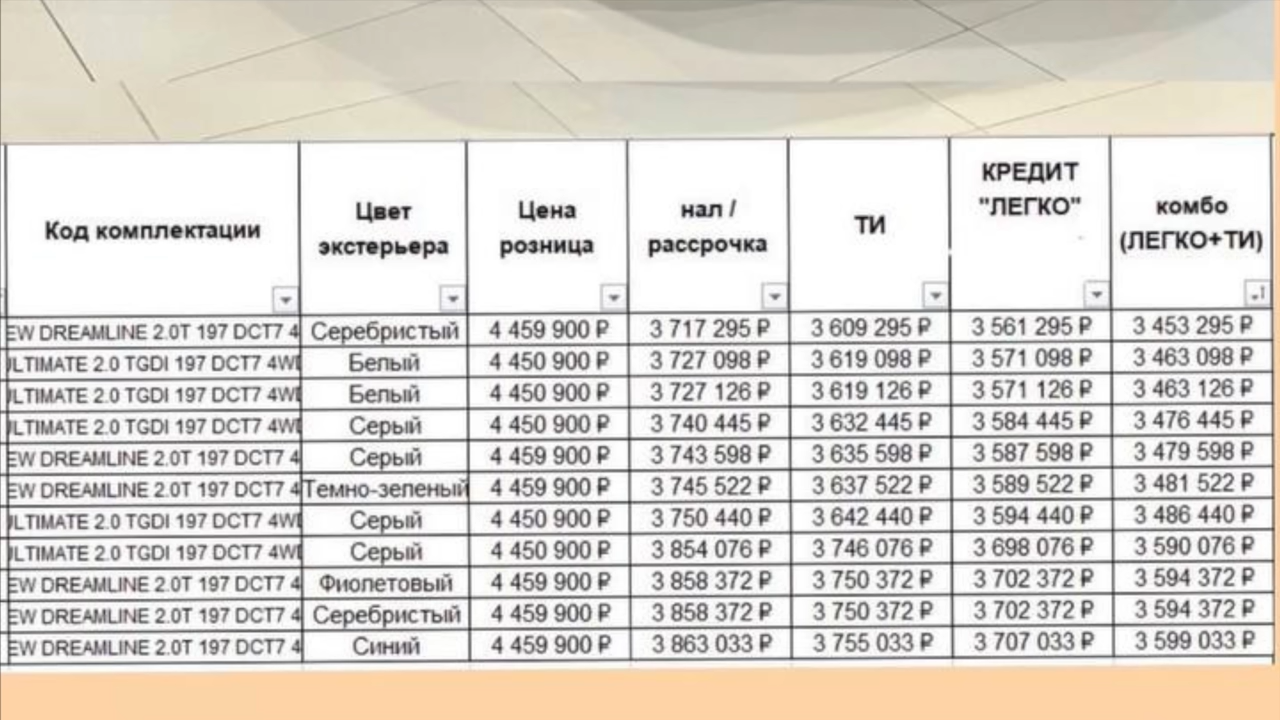 Код комплектации Цвет экстерьера Цена розница нал / рассрочка ТИ КРЕДИТ "ЛЕГКО" комбо (ЛЕГКО+ТИ)
EW DREAMLINE 2.0T 197 DCT7 4 Серебристый 4 459 900 ₽ 3 717 295 ₽ 3 609 295 ₽ 3 561 295 ₽ 3 453 295 ₽
ULTIMATE 2.0 TGDI 197 DCT7 4WD Белый 4 450 900 ₽ 3 727 098 ₽ 3 619 098 ₽ 3 571 098 ₽ 3 463 098 ₽
ULTIMATE 2.0 TGDI 197 DCT7 4WD Белый 4 450 900 ₽ 3 727 126 ₽ 3 619 126 ₽ 3 571 126 ₽ 3 463 126 ₽
ULTIMATE 2.0 TGDI 197 DCT7 4WD Серый 4 450 900 ₽ 3 740 445 ₽ 3 632 445 ₽ 3 584 445 ₽ 3 476 445 ₽
EW DREAMLINE 2.0T 197 DCT7 4 Серый 4 459 900 ₽ 3 743 598 ₽ 3 635 598 ₽ 3 587 598 ₽ 3 479 598 ₽
EW DREAMLINE 2.0T 197 DCT7 4 Темно-зеленый 4 459 900 ₽ 3 745 522 ₽ 3 637 522 ₽ 3 589 522 ₽ 3 481 522 ₽
ULTIMATE 2.0 TGDI 197 DCT7 4WD Серый 4 450 900 ₽ 3 750 440 ₽ 3 642 440 ₽ 3 594 440 ₽ 3 486 440 ₽
ULTIMATE 2.0 TGDI 197 DCT7 4WD Серый 4 450 900 ₽ 3 854 076 ₽ 3 746 076 ₽ 3 698 076 ₽ 3 590 076 ₽
EW DREAMLINE 2.0T 197 DCT7 4 Фиолетовый 4 459 900 ₽ 3 858 372 ₽ 3 750 372 ₽ 3 702 372 ₽ 3 594 372 ₽
EW DREAMLINE 2.0T 197 DCT7 4 Серебристый 4 459 900 ₽ 3 858 372 ₽ 3 750 372 ₽ 3 702 372 ₽ 3 594 372 ₽
EW DREAMLINE 2.0T 197 DCT7 4 Синий 4 459 900 ₽ 3 863 033 ₽ 3 755 033 ₽ 3 707 033 ₽ 3 599 033 ₽